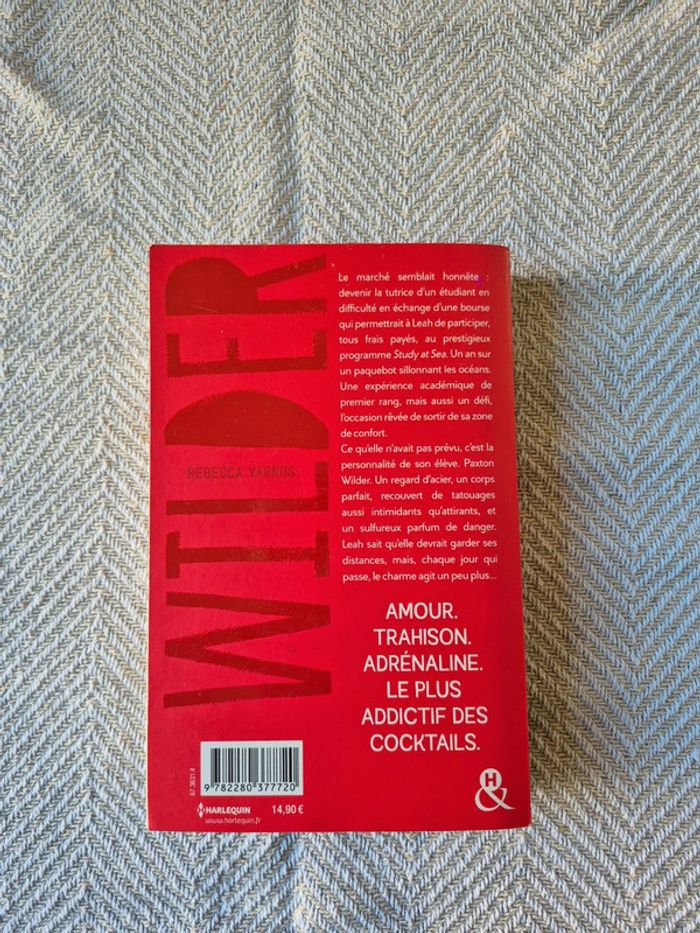 WILDER
REBECCA YARROS
Le marché semblait honnête :
devenir la tutrice d'un étudiant en
difficulté en échange d'une bourse
qui permettrait à Leah de participer,
tous frais payés, au prestigieux
programme Study at Sea. Un an sur
un paquebot sillonnant les océans.
Une expérience académique de
premier rang, mais aussi un défi,
l'occasion rêvée de sortir de sa zone
de confort.
Ce qu'elle n'avait pas prévu, c'est la
personnalité de son élève. Paxton
Wilder. Un regard d'acier, un corps
parfait, recouvert de tatouages
aussi intimidants qu'attirants, et
un sulfureux parfum de danger.
Leah sait qu'elle devrait garder ses
distances, mais, chaque jour qui
passe, le charme agit un peu plus...
AMOUR.
TRAHISON.
ADRÉNALINE.
LE PLUS
ADDICTIF DES
COCKTAILS.
67.3631.4
9 782280 377720
H HARLEQUIN
www.harlequin.fr
14,90 €
H
&